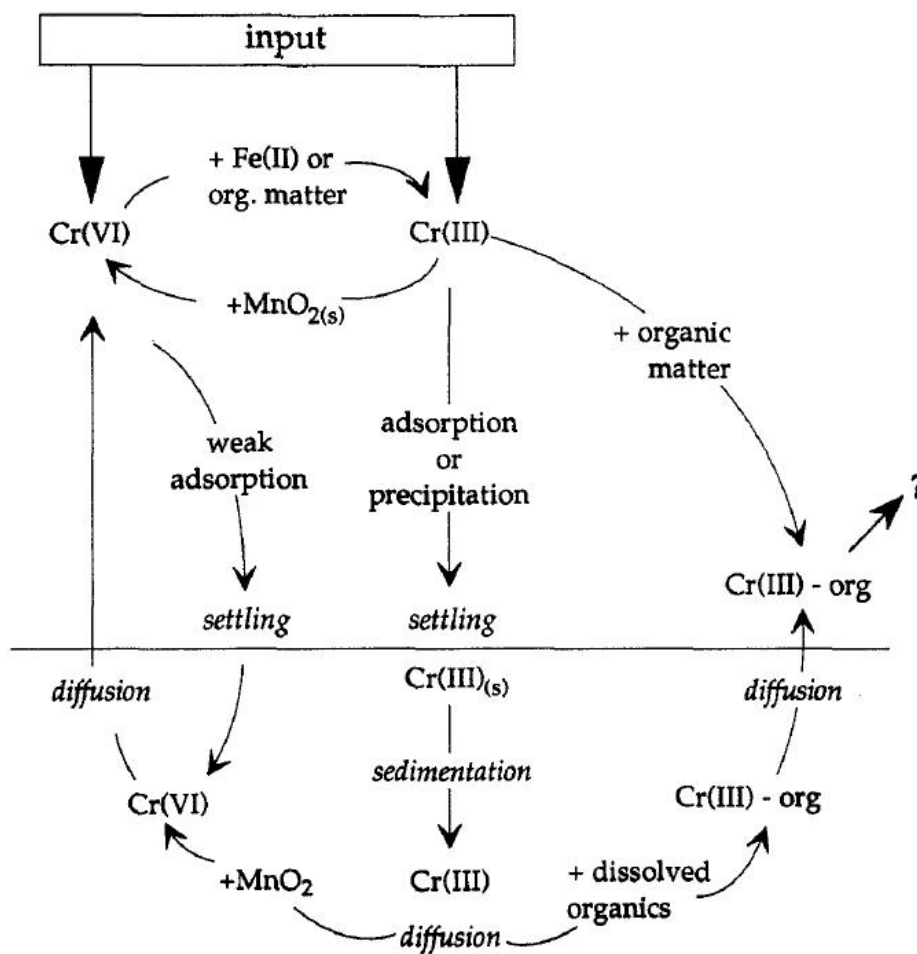 input
+ Fe(II) or
org. matter
Cr(VI)
Cr(III)
+MnO2(s)
+ organic
matter
weak
adsorption
adsorption
or
precipitation
?
Cr(III) - org
settling
settling
diffusion
Cr(III)(s)
diffusion
sedimentation
Cr(VI)
Cr(III) - org
+MnO2
Cr(III)
+ dissolved
organics
diffusion